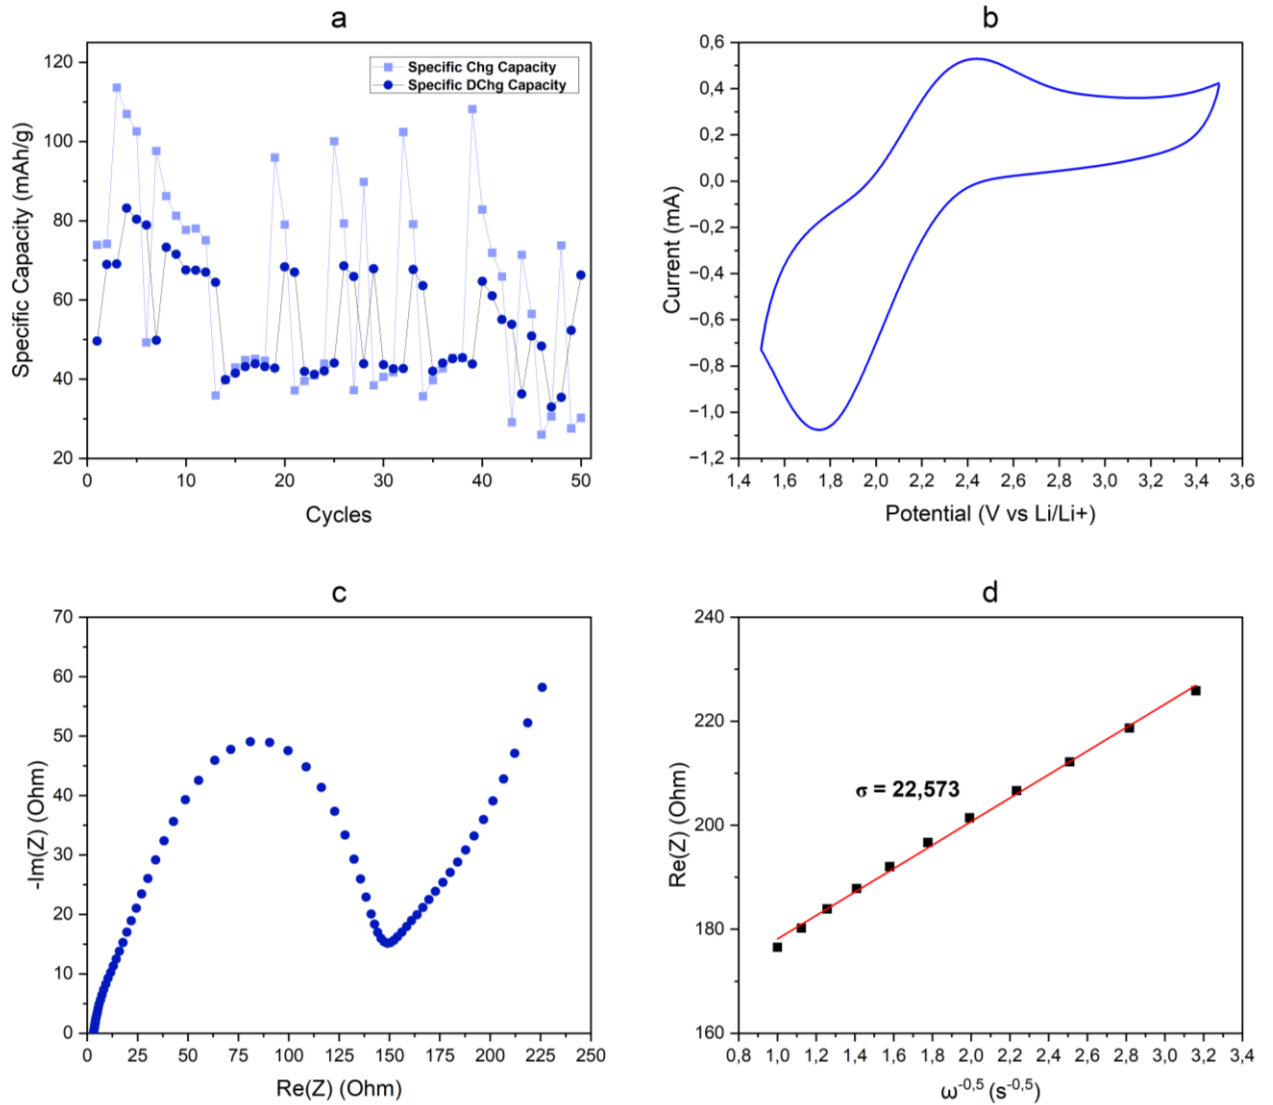 a
Specific Capacity (mAh/g)
120
100
80
60
40
20
Specific Chg Capacity
Specific DChg Capacity
0 10 20 30 40 50
Cycles
b
Current (mA)
0,6
0,4
0,2
0,0
−0,2
−0,4
−0,6
−0,8
−1,0
−1,2
1,4 1,6 1,8 2,0 2,2 2,4 2,6 2,8 3,0 3,2 3,4 3,6
Potential (V vs Li/Li+)
c
-Im(Z) (Ohm)
70
60
50
40
30
20
10
0
0 25 50 75 100 125 150 175 200 225 250
Re(Z) (Ohm)
d
Re(Z) (Ohm)
240
220
200
180
160
σ = 22,573
0,8 1,0 1,2 1,4 1,6 1,8 2,0 2,2 2,4 2,6 2,8 3,0 3,2 3,4
ω⁻⁰,⁵ (s⁻⁰,⁵)